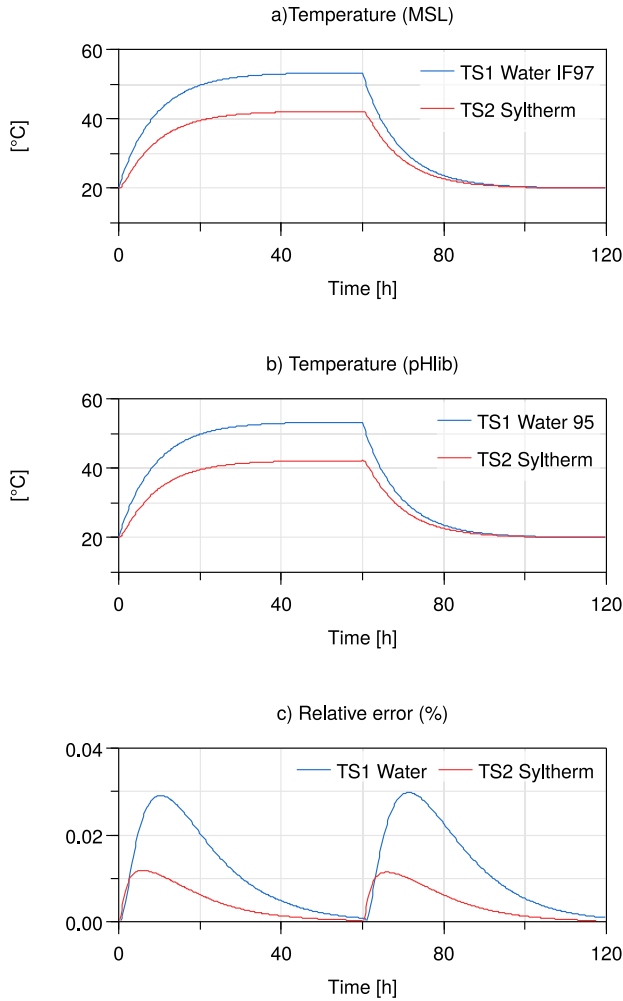 a)Temperature (MSL)
60
TS1 Water IF97
TS2 Syltherm
40
[°C]
20
0 40 80 120
Time [h]
b) Temperature (pHlib)
60
TS1 Water 95
TS2 Syltherm
40
[°C]
20
0 40 80 120
Time [h]
c) Relative error (%)
0.04
TS1 Water TS2 Syltherm
0.02
0.00
0 40 80 120
Time [h]